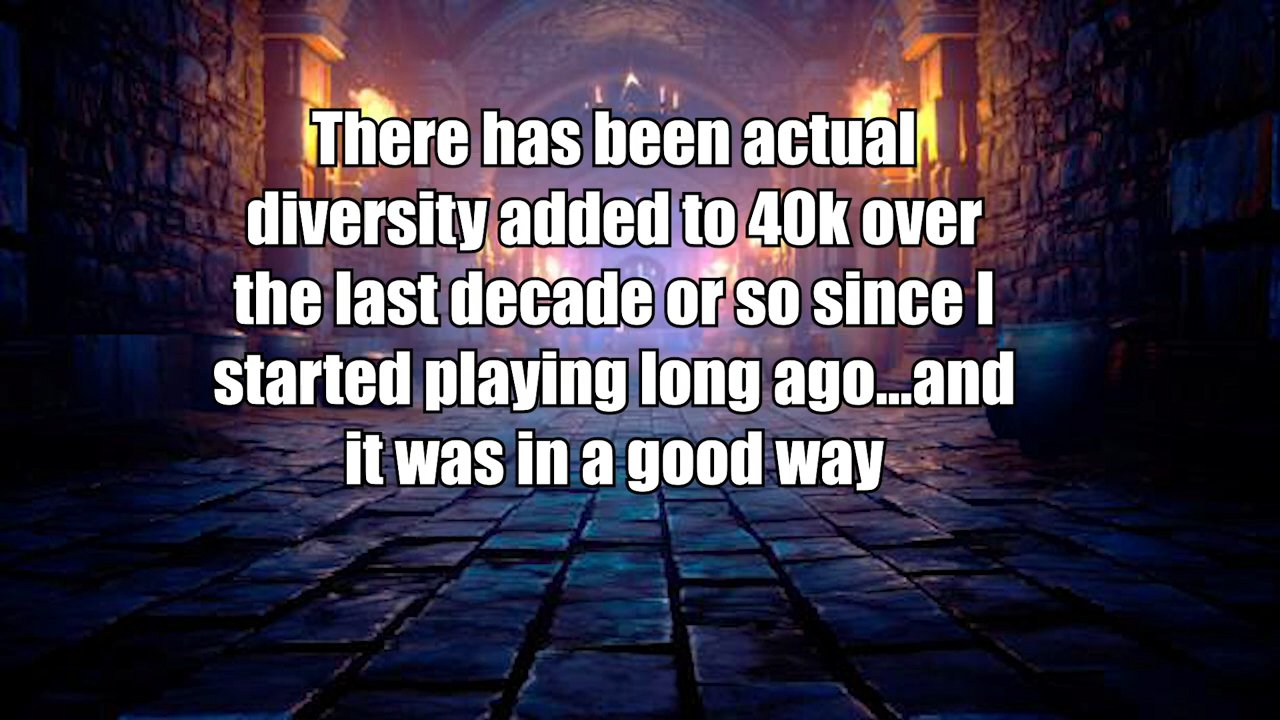 There has been actual
diversity added to 40k over
the last decade or so since I
started playing long ago...and
it was in a good way